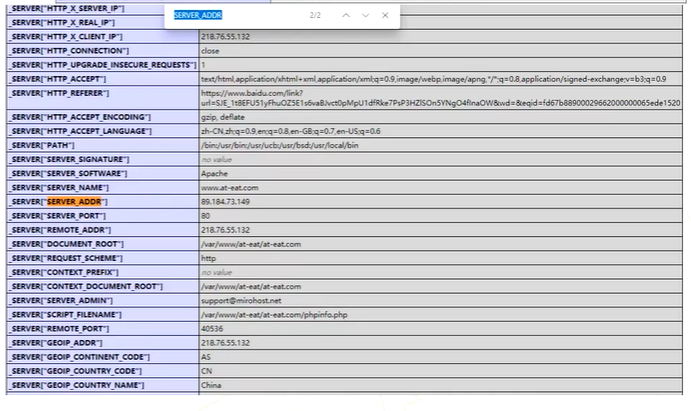 SERVER_ADDR 2/2
_SERVER["HTTP_X_SERVER_IP"]
_SERVER["HTTP_X_REAL_IP"]
_SERVER["HTTP_X_CLIENT_IP"] 218.76.55.132
_SERVER["HTTP_CONNECTION"] close
_SERVER["HTTP_UPGRADE_INSECURE_REQUESTS"] 1
_SERVER["HTTP_ACCEPT"] text/html,application/xhtml+xml,application/xml;q=0.9,image/webp,image/apng,*/*;q=0.8,application/signed-exchange;v=b3;q=0.9
_SERVER["HTTP_REFERER"] https://www.baidu.com/link?
url=SJE_1t8EFU51yFhuOZ5E1s6vaBJvct0pMpU1dfRke7PsP3HZlSOn5YNgO4flnaOW&wd=&eqid=fd67b88900029662000000065ede1520
_SERVER["HTTP_ACCEPT_ENCODING"] gzip, deflate
_SERVER["HTTP_ACCEPT_LANGUAGE"] zh-CN,zh;q=0.9,en;q=0.8,en-GB;q=0.7,en-US;q=0.6
_SERVER["PATH"] /bin:/usr/bin:/usr/ucb:/usr/bsd:/usr/local/bin
_SERVER["SERVER_SIGNATURE"] no value
_SERVER["SERVER_SOFTWARE"] Apache
_SERVER["SERVER_NAME"] www.at-eat.com
_SERVER["SERVER_ADDR"] 89.184.73.149
_SERVER["SERVER_PORT"] 80
_SERVER["REMOTE_ADDR"] 218.76.55.132
_SERVER["DOCUMENT_ROOT"] /var/www/at-eat/at-eat.com
_SERVER["REQUEST_SCHEME"] http
_SERVER["CONTEXT_PREFIX"] no value
_SERVER["CONTEXT_DOCUMENT_ROOT"] /var/www/at-eat/at-eat.com
_SERVER["SERVER_ADMIN"] support@mirohost.net
_SERVER["SCRIPT_FILENAME"] /var/www/at-eat/at-eat.com/phpinfo.php
_SERVER["REMOTE_PORT"] 40536
_SERVER["GEOIP_ADDR"] 218.76.55.132
_SERVER["GEOIP_CONTINENT_CODE"] AS
_SERVER["GEOIP_COUNTRY_CODE"] CN
_SERVER["GEOIP_COUNTRY_NAME"] China